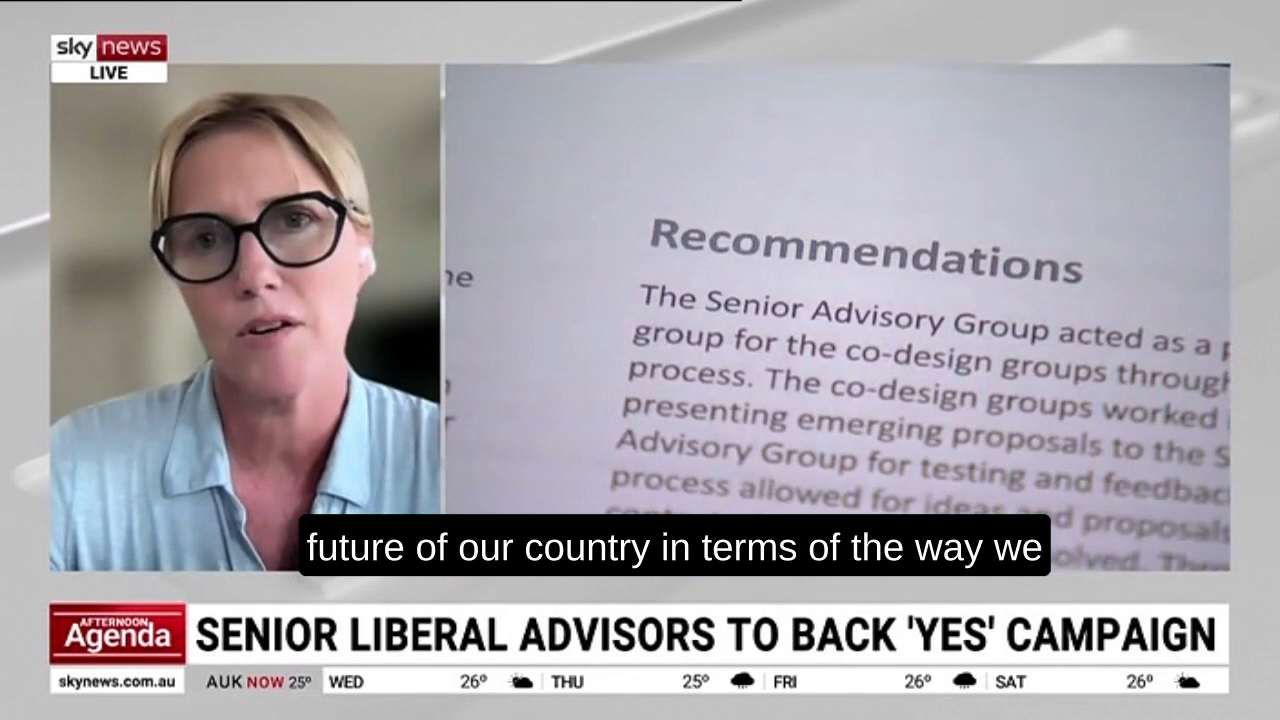 sky news
LIVE
ne
Recommendations
The Senior Advisory Group acted as a
group for the co-design groups through
process. The co-design groups worked
presenting emerging proposals to the S
Advisory Group for testing and feedbac
process allowed for ideas and proposals
future of our country in terms of the way we
AFTERNOON
Agenda
SENIOR LIBERAL ADVISORS TO BACK 'YES' CAMPAIGN
skynews.com.au AUK NOW 25° WED 26° THU 25° FRI 26° SAT 26°